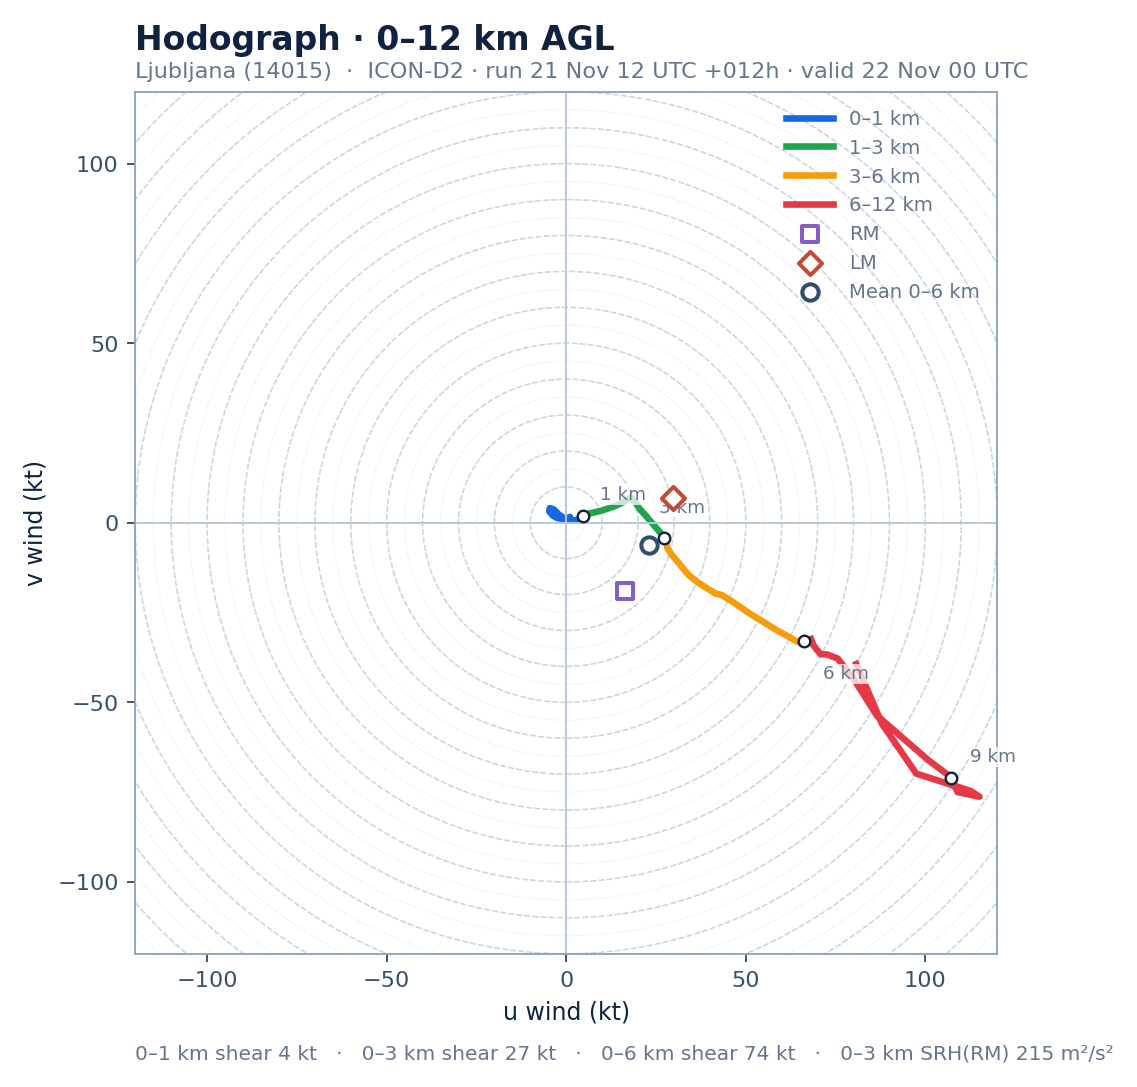 Hodograph · 0–12 km AGL
Ljubljana (14015)  ·  ICON-D2 · run 21 Nov 12 UTC +012h · valid 22 Nov 00 UTC
0–1 km
1–3 km
3–6 km
6–12 km
RM
LM
Mean 0–6 km
100
50
0
−50
−100
v wind (kt)
1 km
3 km
6 km
9 km
−100
−50
0
50
100
u wind (kt)
0–1 km shear 4 kt   ·   0–3 km shear 27 kt   ·   0–6 km shear 74 kt   ·   0–3 km SRH(RM) 215 m²/s²